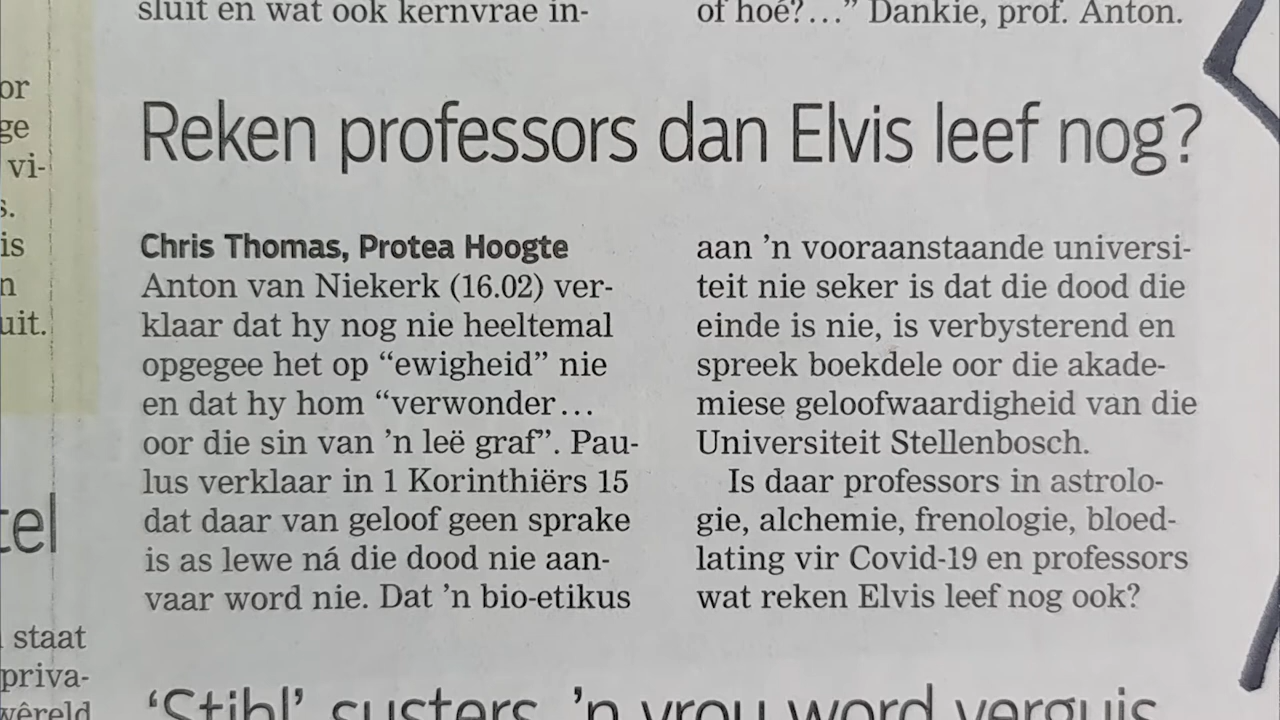 sluit en wat ook kernvrae in-
of hoé?...” Dankie, prof. Anton.
or
ge
vi-
s.
is
n
uit.
tel
staat
priva-
wêreld
Reken professors dan Elvis leef nog?
Chris Thomas, Protea Hoogte
Anton van Niekerk (16.02) ver-
klaar dat hy nog nie heeltemal
opgegee het op “ewigheid” nie
en dat hy hom “verwonder...
oor die sin van ’n leë graf”. Pau-
lus verklaar in 1 Korinthiërs 15
dat daar van geloof geen sprake
is as lewe ná die dood nie aan-
vaar word nie. Dat ’n bio-etikus
aan ’n vooraanstaande universi-
teit nie seker is dat die dood die
einde is nie, is verbysterend en
spreek boekdele oor die akade-
miese geloofwaardigheid van die
Universiteit Stellenbosch.
Is daar professors in astrolo-
gie, alchemie, frenologie, bloed-
lating vir Covid-19 en professors
wat reken Elvis leef nog ook?
‘Stihl’ susters, ’n vrou word verguis